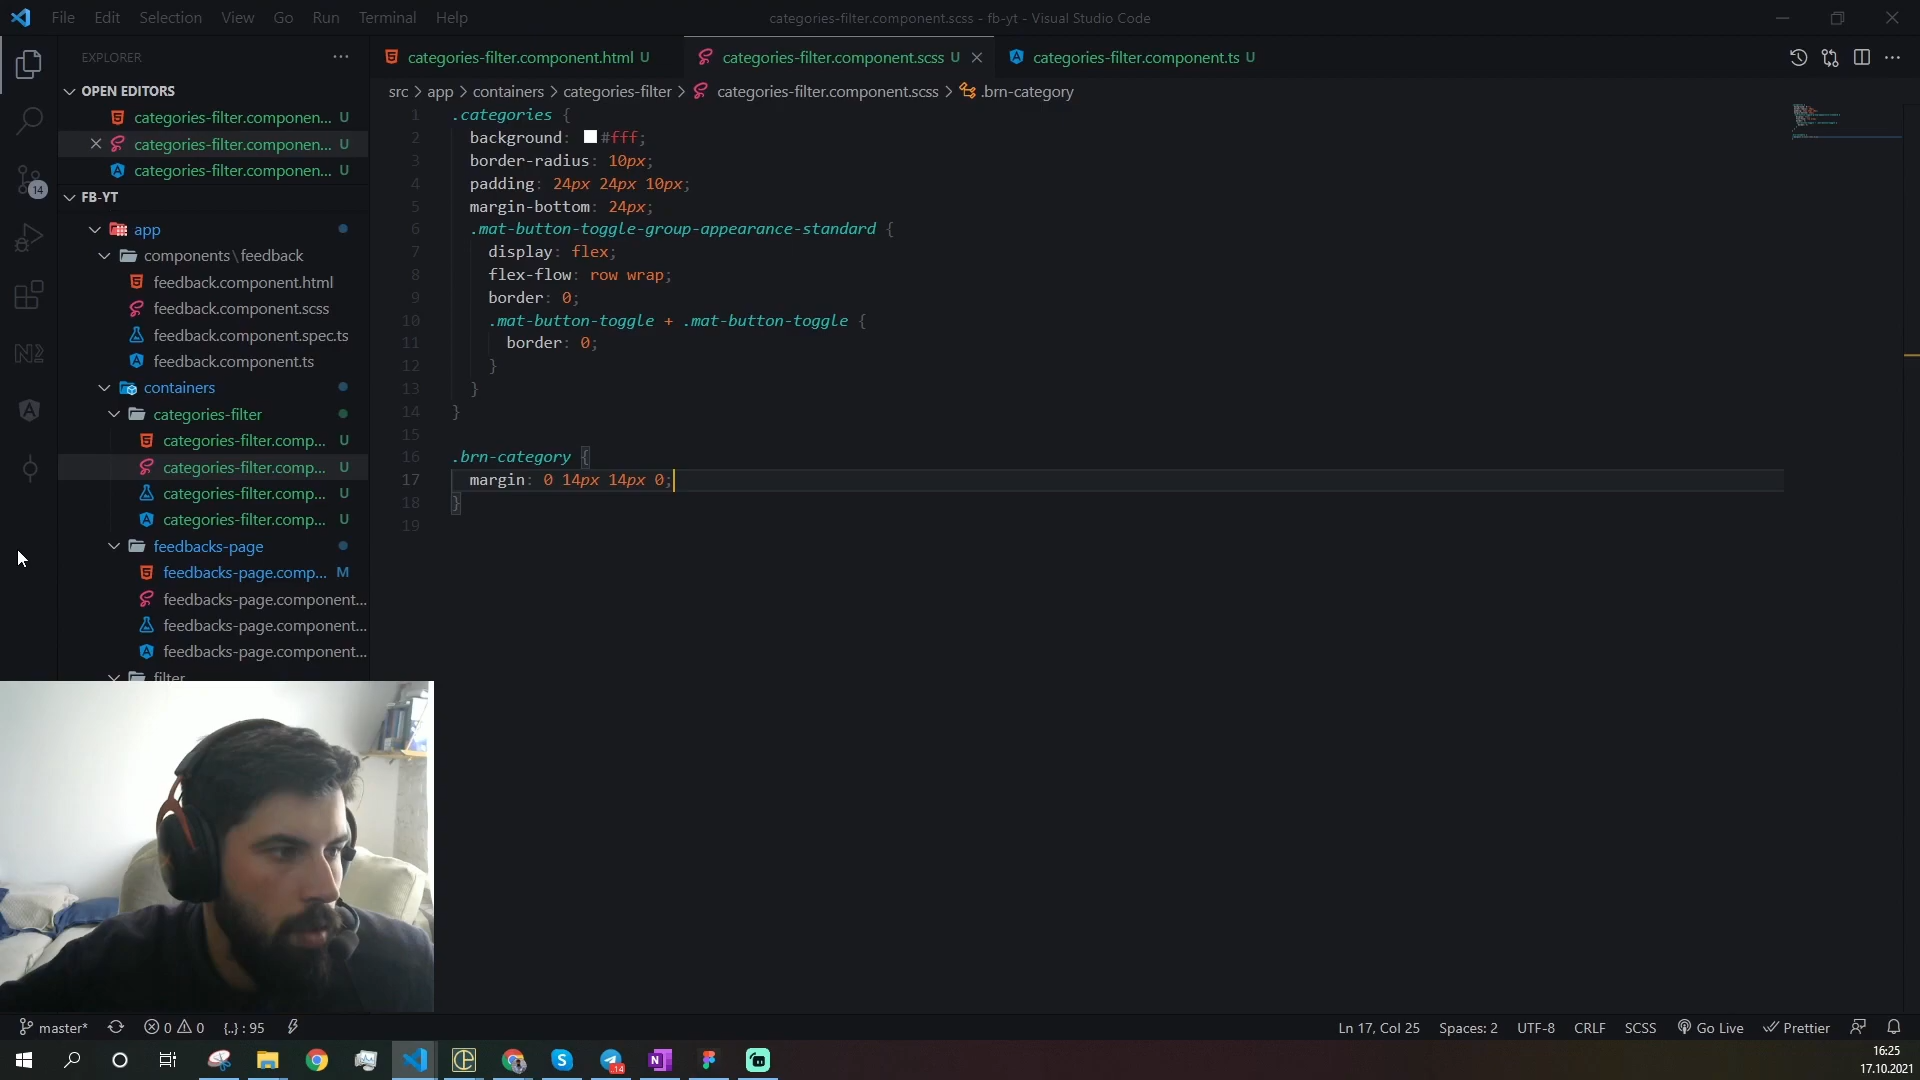 File Edit Selection View Go Run Terminal Help
categories-filter.component.scss - fb-yt - Visual Studio Code
EXPLORER
OPEN EDITORS
categories-filter.componen... U
categories-filter.componen... U
categories-filter.componen... U
FB-YT
app
components\feedback
feedback.component.html
feedback.component.scss
feedback.component.spec.ts
feedback.component.ts
containers
categories-filter
categories-filter.comp... U
categories-filter.comp... U
categories-filter.comp... U
categories-filter.comp... U
feedbacks-page
feedbacks-page.comp... M
feedbacks-page.component...
feedbacks-page.component...
feedbacks-page.component...
filter
14
categories-filter.component.html U
categories-filter.component.scss U
categories-filter.component.ts U
src > app > containers > categories-filter > categories-filter.component.scss > .brn-category
1 .categories {
2 background: #fff;
3 border-radius: 10px;
4 padding: 24px 24px 10px;
5 margin-bottom: 24px;
6 .mat-button-toggle-group-appearance-standard {
7 display: flex;
8 flex-flow: row wrap;
9 border: 0;
10 .mat-button-toggle + .mat-button-toggle {
11 border: 0;
12 }
13 }
14 }
15
16 .brn-category {
17 margin: 0 14px 14px 0;
18 }
19
master* 0 0 {..} : 95
Ln 17, Col 25 Spaces: 2 UTF-8 CRLF SCSS Go Live Prettier
14
16:25
17.10.2021